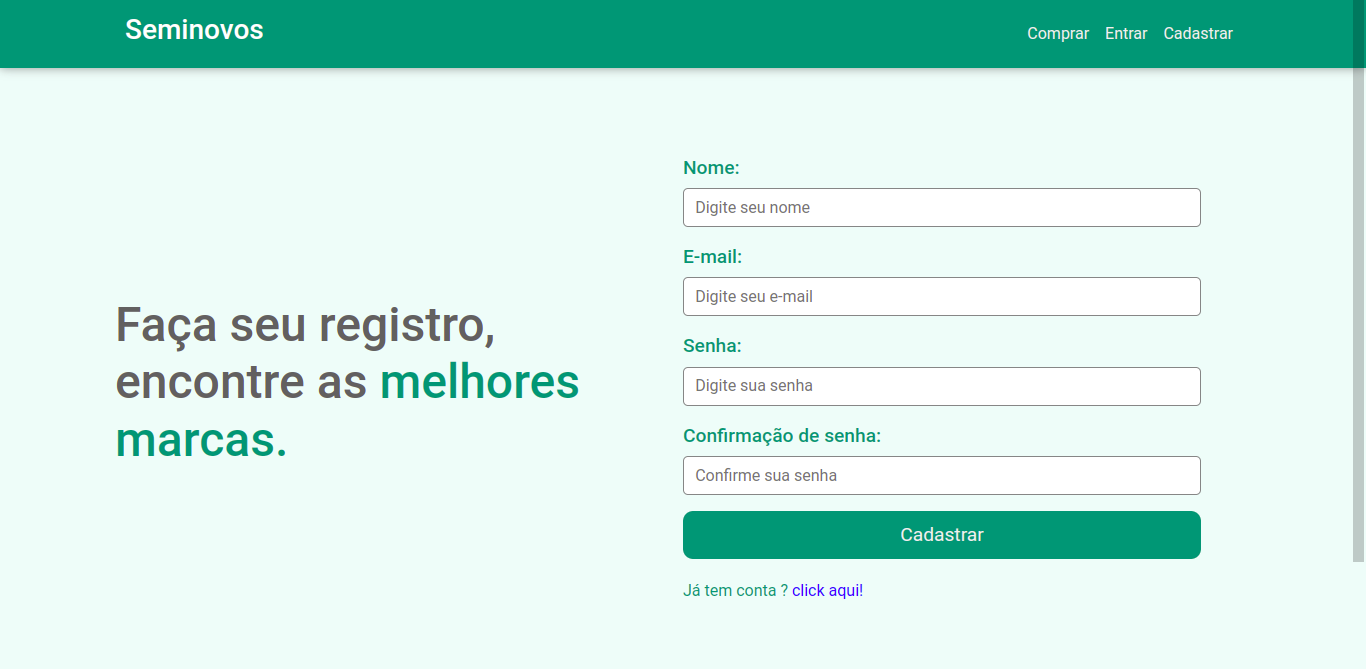 Seminovos
Comprar Entrar Cadastrar
Faça seu registro,
encontre as melhores
marcas.
Nome:
Digite seu nome
E-mail:
Digite seu e-mail
Senha:
Digite sua senha
Confirmação de senha:
Confirme sua senha
Cadastrar
Já tem conta ? click aqui!